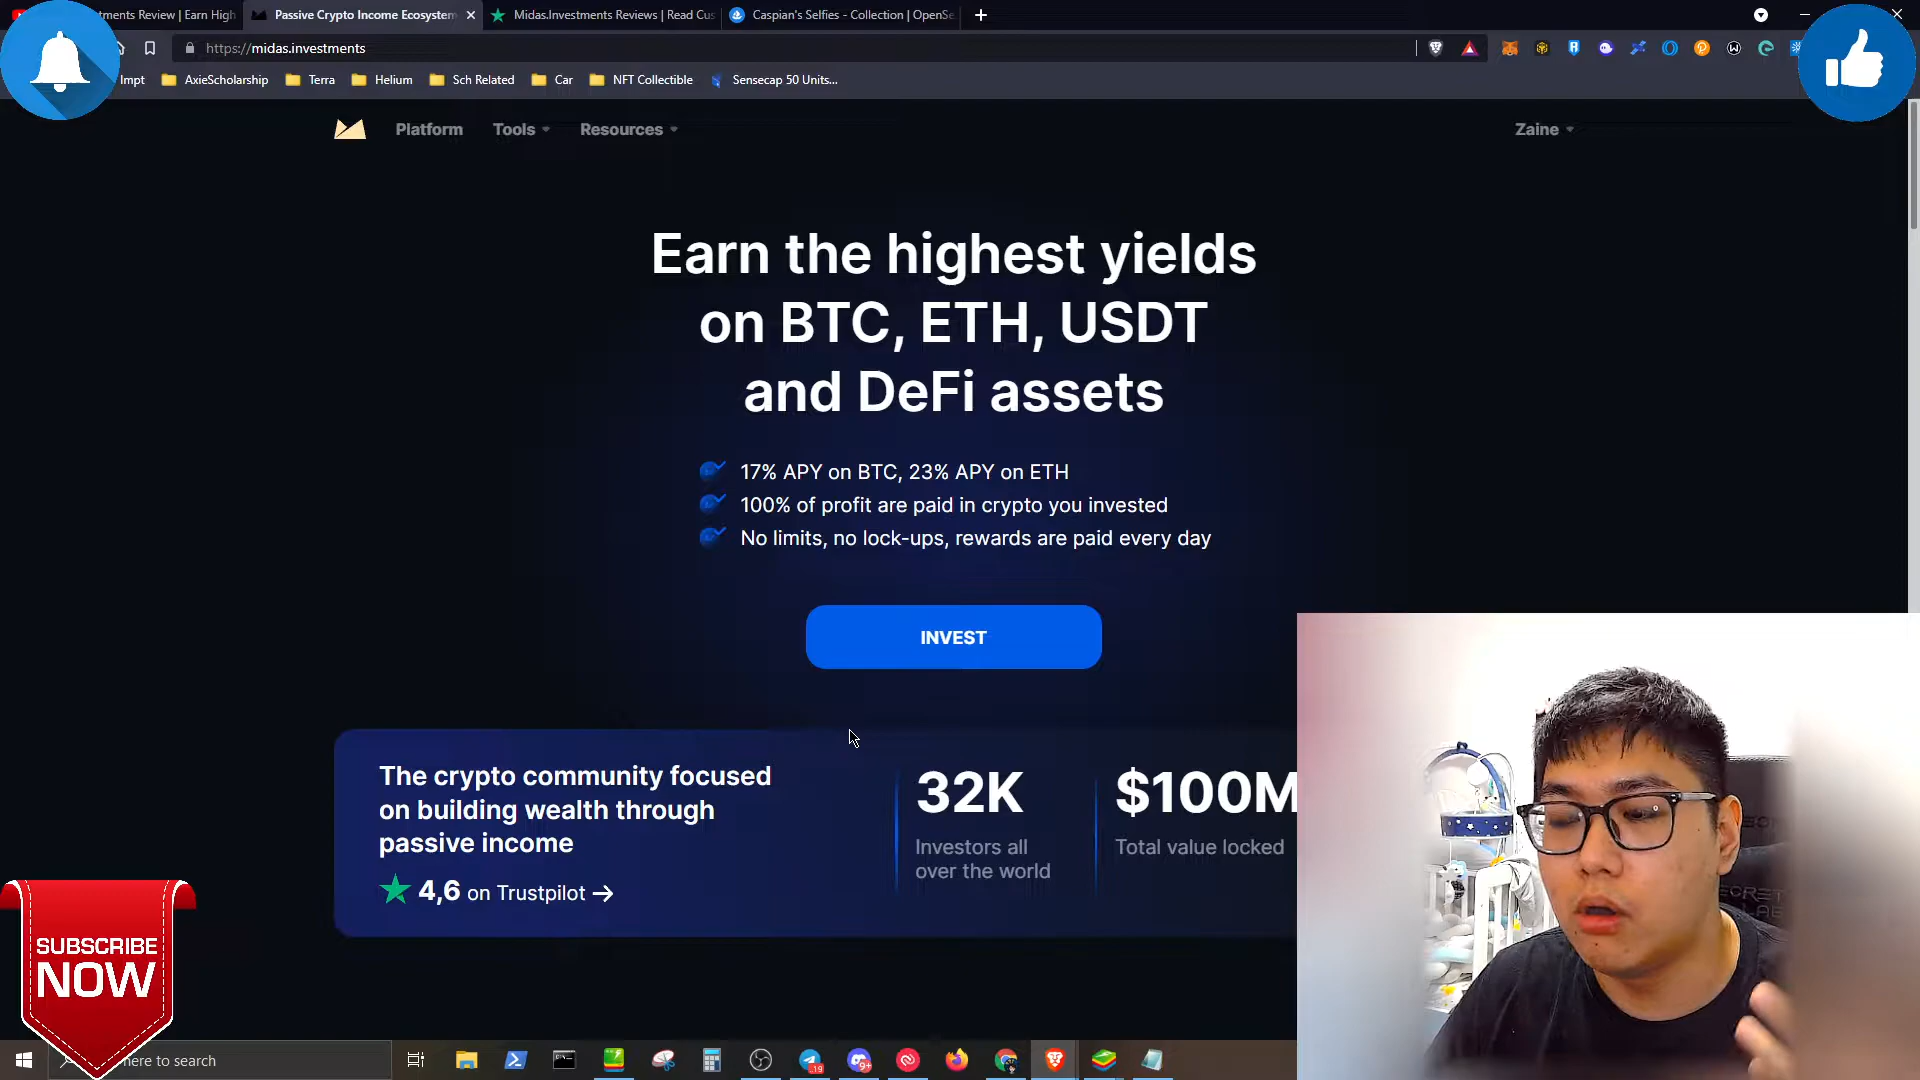 tments Review | Earn High
Passive Crypto Income Ecosystem
Midas.Investments Reviews | Read Cus
Caspian's Selfies - Collection | OpenSe
https://midas.investments
Impt
AxieScholarship
Terra
Helium
Sch Related
Car
NFT Collectible
Sensecap 50 Units...
Platform
Tools
Resources
Zaine
Earn the highest yields
on BTC, ETH, USDT
and DeFi assets
17% APY on BTC, 23% APY on ETH
100% of profit are paid in crypto you invested
No limits, no lock-ups, rewards are paid every day
INVEST
The crypto community focused
on building wealth through
passive income
4,6 on Trustpilot →
32K
Investors all
over the world
$100M
Total value locked
SUBSCRIBE
NOW
here to search